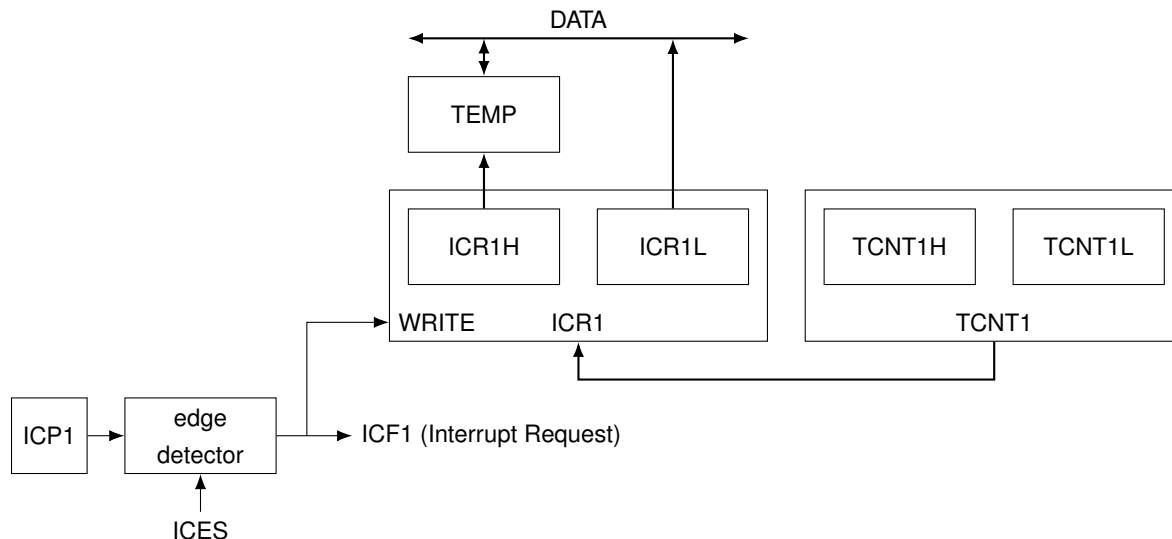 DATA
TEMP
ICR1H
ICR1L
TCNT1H
TCNT1L
WRITE
ICR1
TCNT1
ICP1
edge
detector
ICF1 (Interrupt Request)
ICES